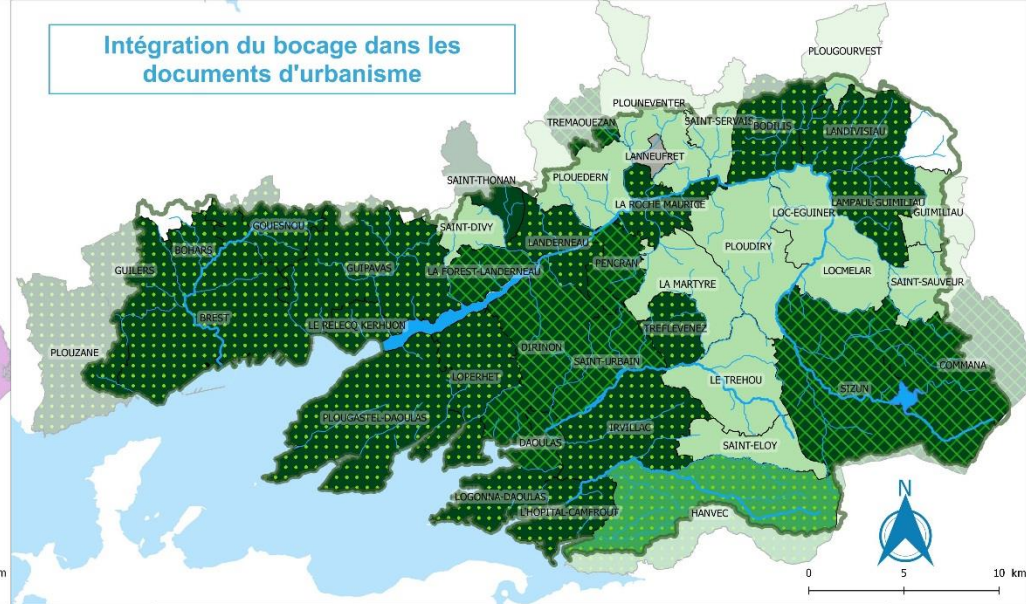 Intégration du bocage dans les
documents d'urbanisme
PLOUGOURVEST
PLOUNEVENTER
TREMAOUEZAN
SAINT-SERVAIS
BODILIS
LANDIVISIAU
LANNEUFRET
SAINT-THONAN
PLOUEDERN
LA ROCHE MAURICE
LAMPAUL-GUIMILIAU
LOC-EGUINER
GUIMILIAU
SAINT-DIVY
GOUESNOU
BOHARS
LANDERNEAU
PLOUDIRY
GUILERS
GUIPAVAS
LA FOREST-LANDERNEAU
PENCRAN
LOCMELAR
SAINT-SAUVEUR
LA MARTYRE
BREST
LE RELECQ KERHUON
TREFLEVENEZ
PLOUZANE
DIRINON
SAINT-URBAIN
COMMANA
LOPERHET
LE TREHOU
SIZUN
PLOUGASTEL-DAOULAS
IRVILLAC
DAOULAS
SAINT-ELOY
LOGONNA-DAOULAS
L'HOPITAL-CAMFROUT
HANVEC
N
m
0 5 10 km